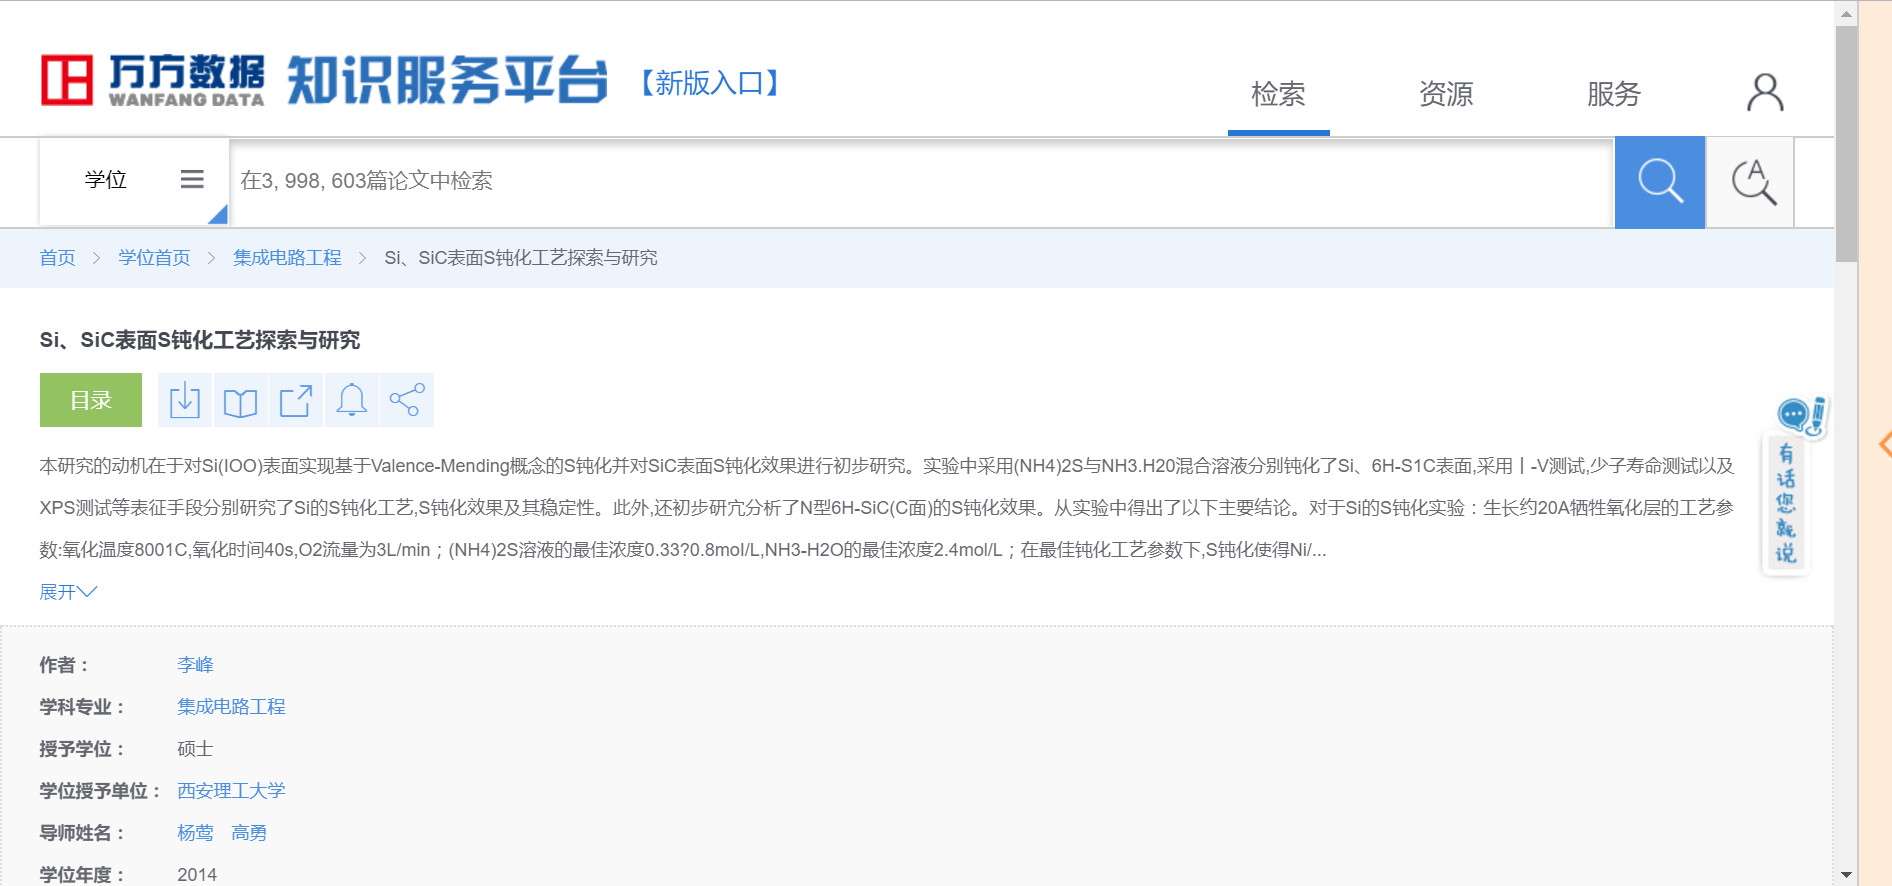 万方数据 知识服务平台 【新版入口】
WANFANG DATA
检索 资源 服务
学位 在3, 998, 603篇论文中检索
首页 > 学位首页 > 集成电路工程 > Si、SiC表面S钝化工艺探索与研究
Si、SiC表面S钝化工艺探索与研究
目录
本研究的动机在于对Si(IOO)表面实现基于Valence-Mending概念的S钝化并对SiC表面S钝化效果进行初步研究。实验中采用(NH4)2S与NH3.H20混合溶液分别钝化了Si、6H-S1C表面,采用丨-V测试,少子寿命测试以及
XPS测试等表征手段分别研究了Si的S钝化工艺,S钝化效果及其稳定性。此外,还初步研宄分析了N型6H-SiC(C面)的S钝化效果。从实验中得出了以下主要结论。对于Si的S钝化实验：生长约20A牺牲氧化层的工艺参
数:氧化温度8001C,氧化时间40s,O2流量为3L/min；(NH4)2S溶液的最佳浓度0.33?0.8mol/L,NH3-H2O的最佳浓度2.4mol/L；在最佳钝化工艺参数下,S钝化使得Ni/...
展开
有话您就说
作者： 李峰
学科专业： 集成电路工程
授予学位： 硕士
学位授予单位： 西安理工大学
导师姓名： 杨莺 高勇
学位年度： 2014